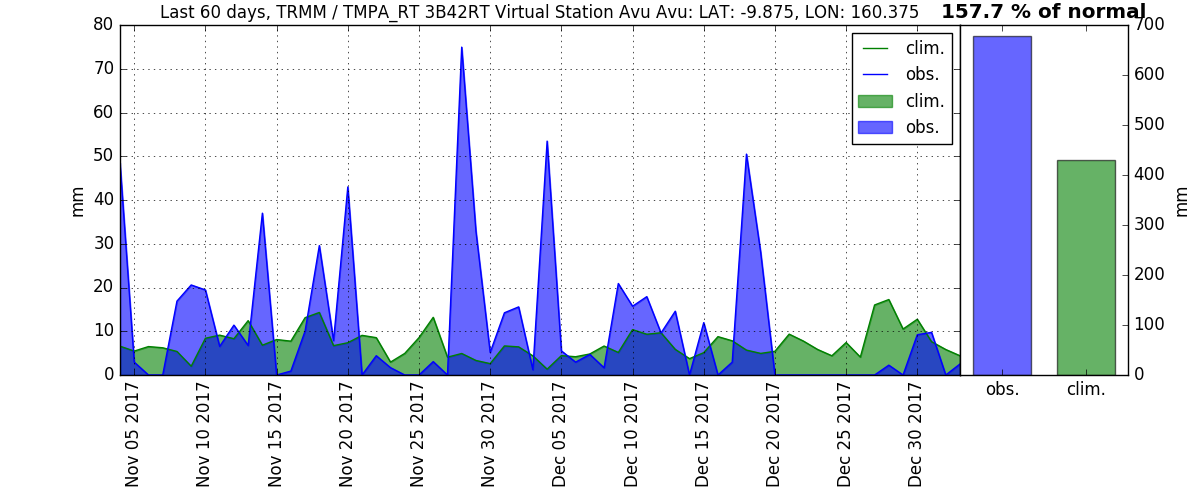 Last 60 days, TRMM / TMPA_RT 3B42RT Virtual Station Avu Avu: LAT: -9.875, LON: 160.375
157.7 % of normal
80
70
60
50
40
30
20
10
0
mm
clim.
obs.
clim.
obs.
Nov 05 2017
Nov 10 2017
Nov 15 2017
Nov 20 2017
Nov 25 2017
Nov 30 2017
Dec 05 2017
Dec 10 2017
Dec 15 2017
Dec 20 2017
Dec 25 2017
Dec 30 2017
700
600
500
400
300
200
100
0
mm
obs.
clim.